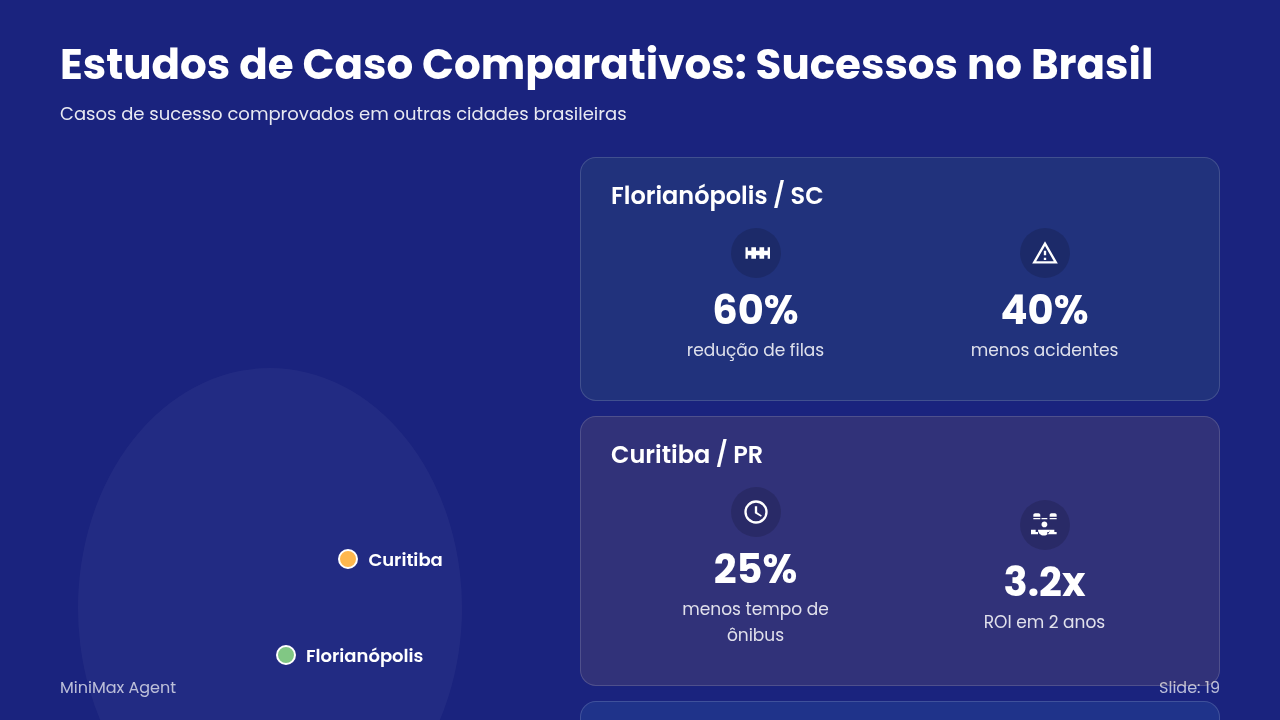 Estudos de Caso Comparativos: Sucessos no Brasil
Casos de sucesso comprovados em outras cidades brasileiras
Florianópolis / SC
60%
redução de filas
40%
menos acidentes
Curitiba / PR
25%
menos tempo de
ônibus
3.2x
ROI em 2 anos
Curitiba
Florianópolis
MiniMax Agent
Slide: 19